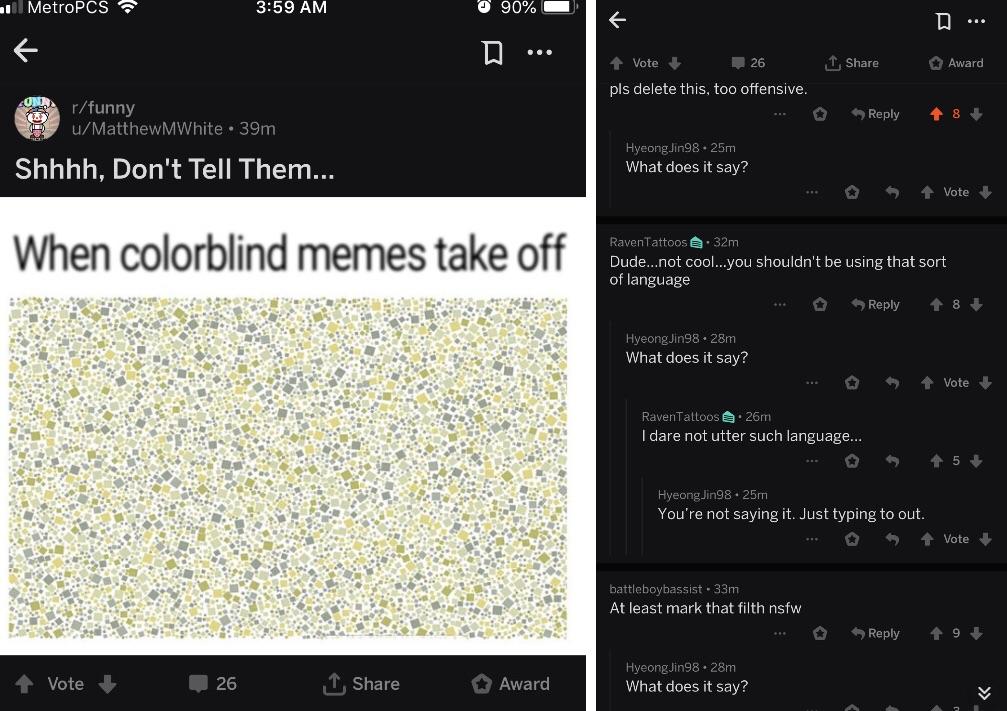 MetroPCS
3:59 AM
90%
r/funny
u/MatthewMWhite • 39m
Shhhh, Don't Tell Them...
When colorblind memes take off
Vote
26
Share
Award
Vote
26
Share
Award
pls delete this, too offensive.
Reply
8
HyeongJin98 • 25m
What does it say?
Vote
RavenTattoos • 32m
Dude...not cool...you shouldn't be using that sort
of language
Reply
8
HyeongJin98 • 28m
What does it say?
Vote
RavenTattoos • 26m
I dare not utter such language...
5
HyeongJin98 • 25m
You're not saying it. Just typing to out.
Vote
battleboybassist • 33m
At least mark that filth nsfw
Reply
9
HyeongJin98 • 28m
What does it say?